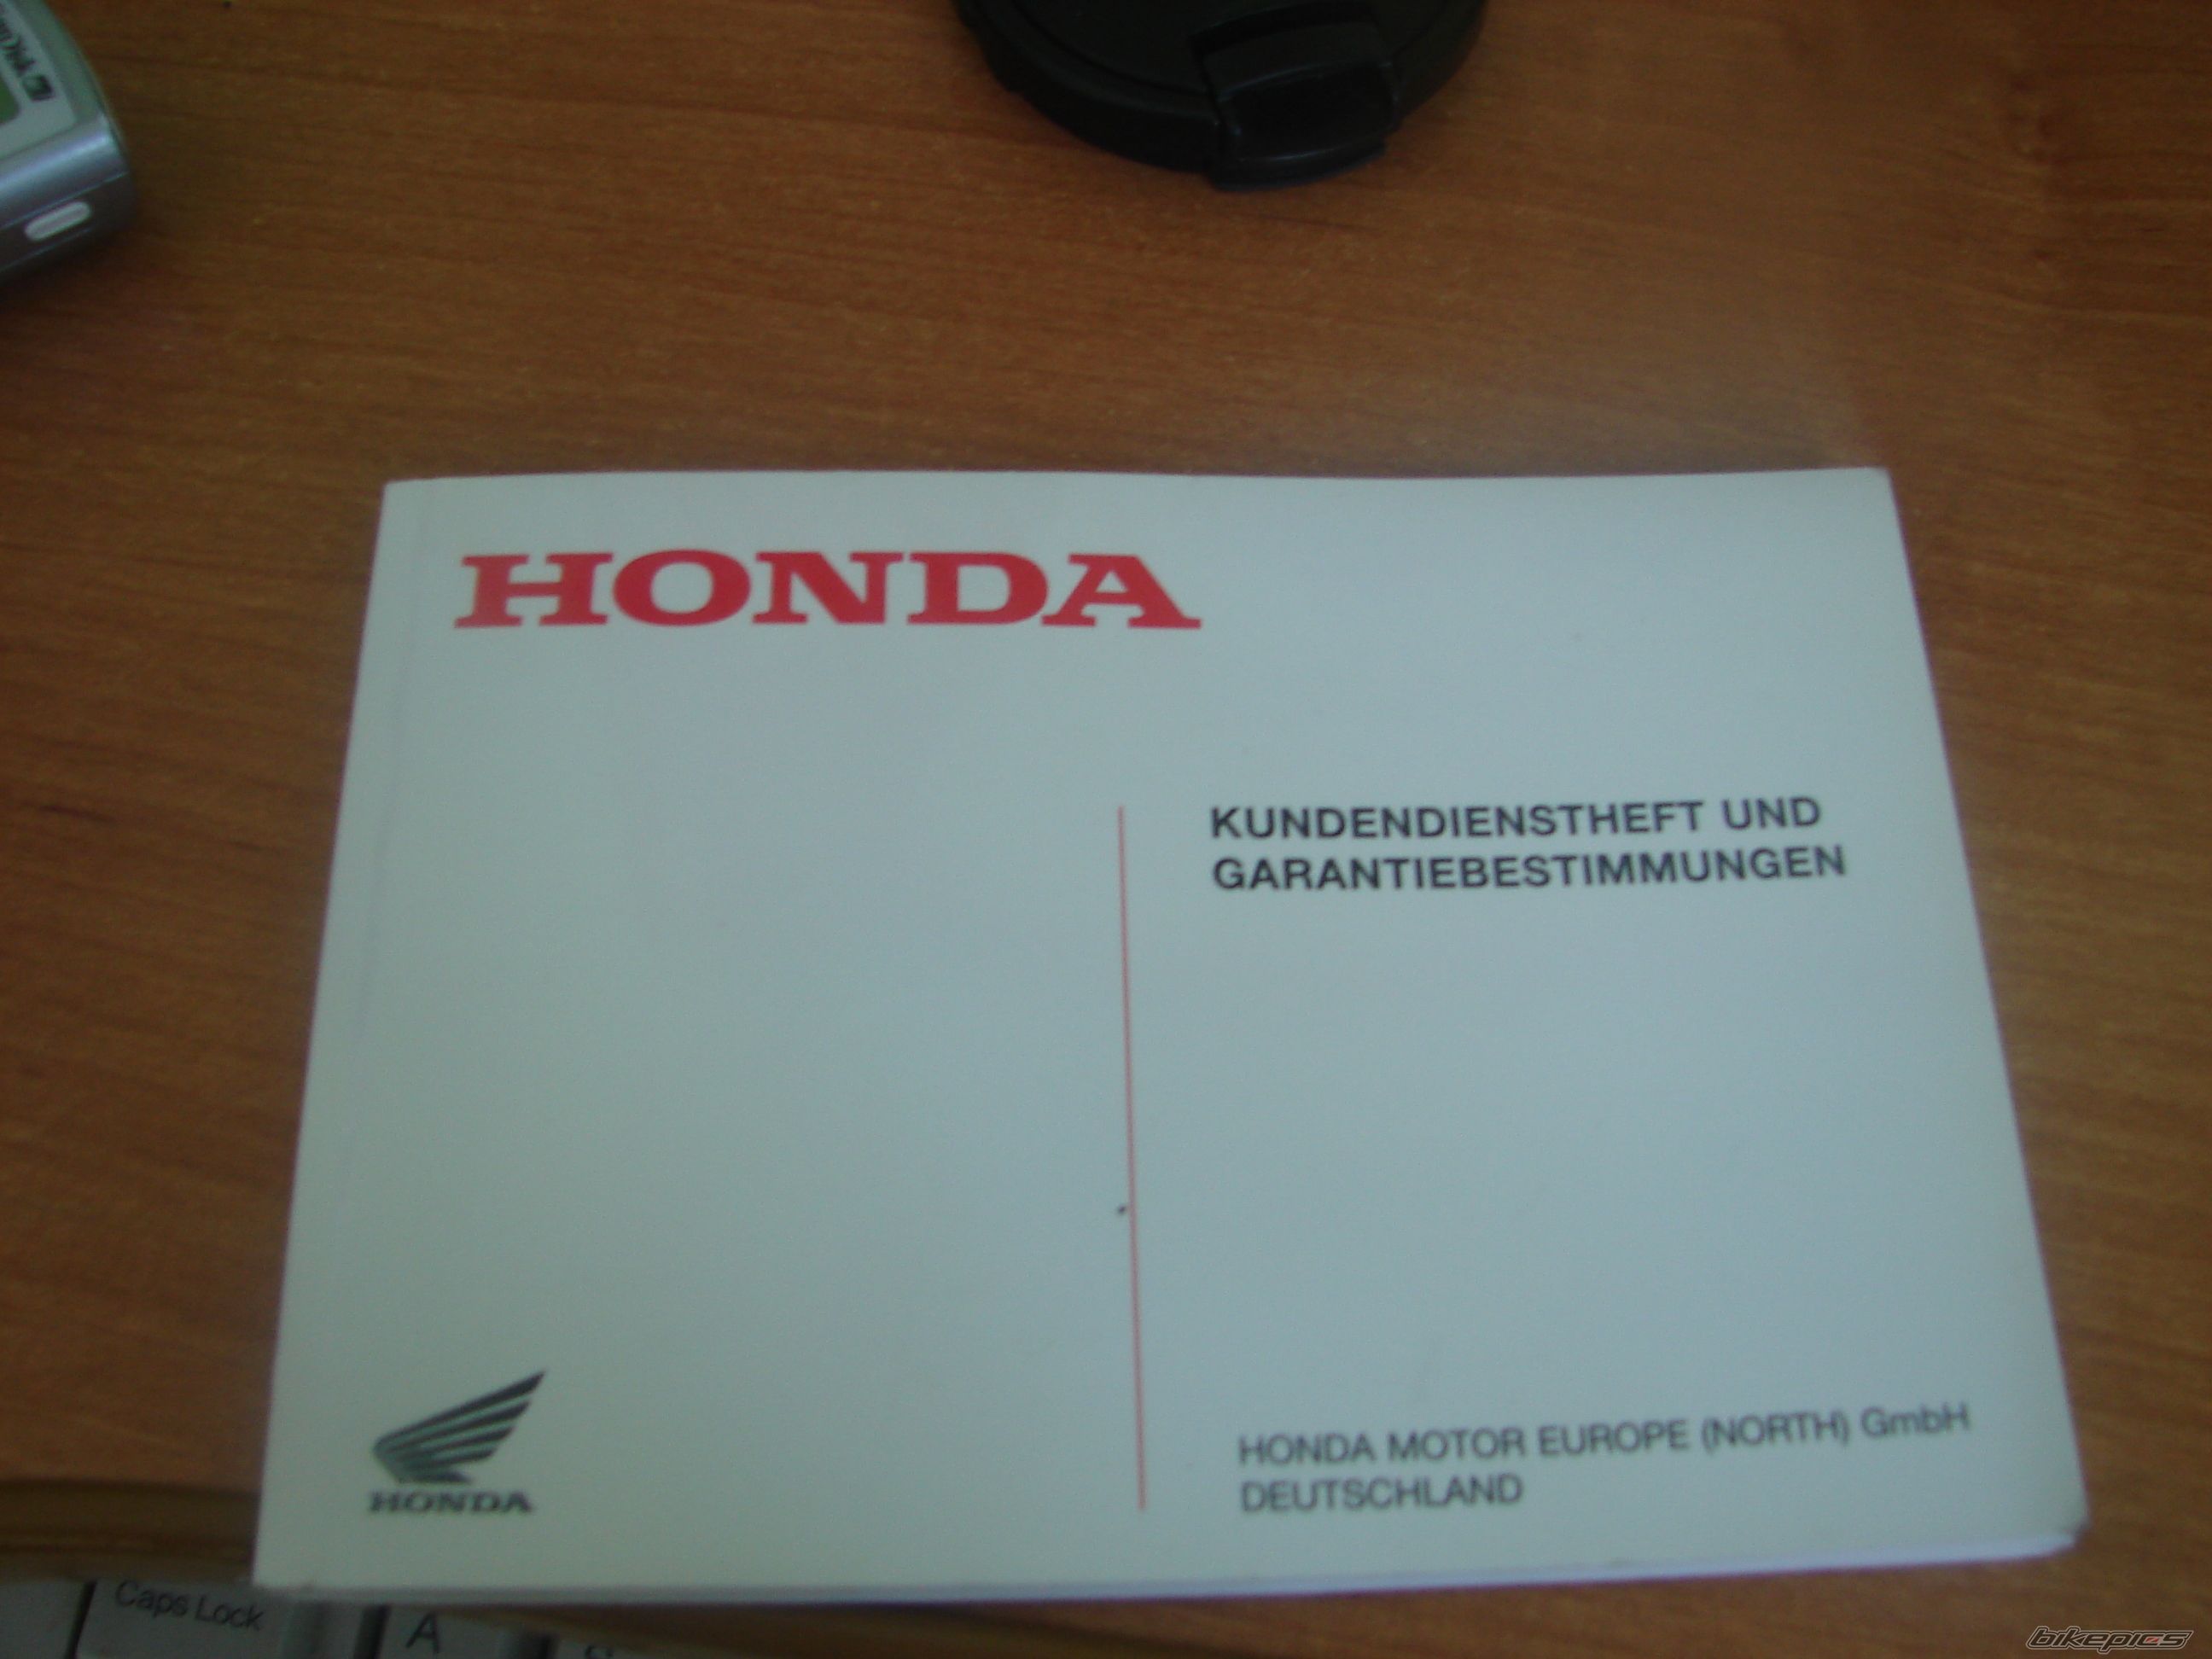 HONDA
KUNDENDIENSTHEFT UND
GARANTIEBESTIMMUNGEN
HONDA
HONDA MOTOR EUROPE (NORTH) GmbH
DEUTSCHLAND
Caps Lock
A
bikepics